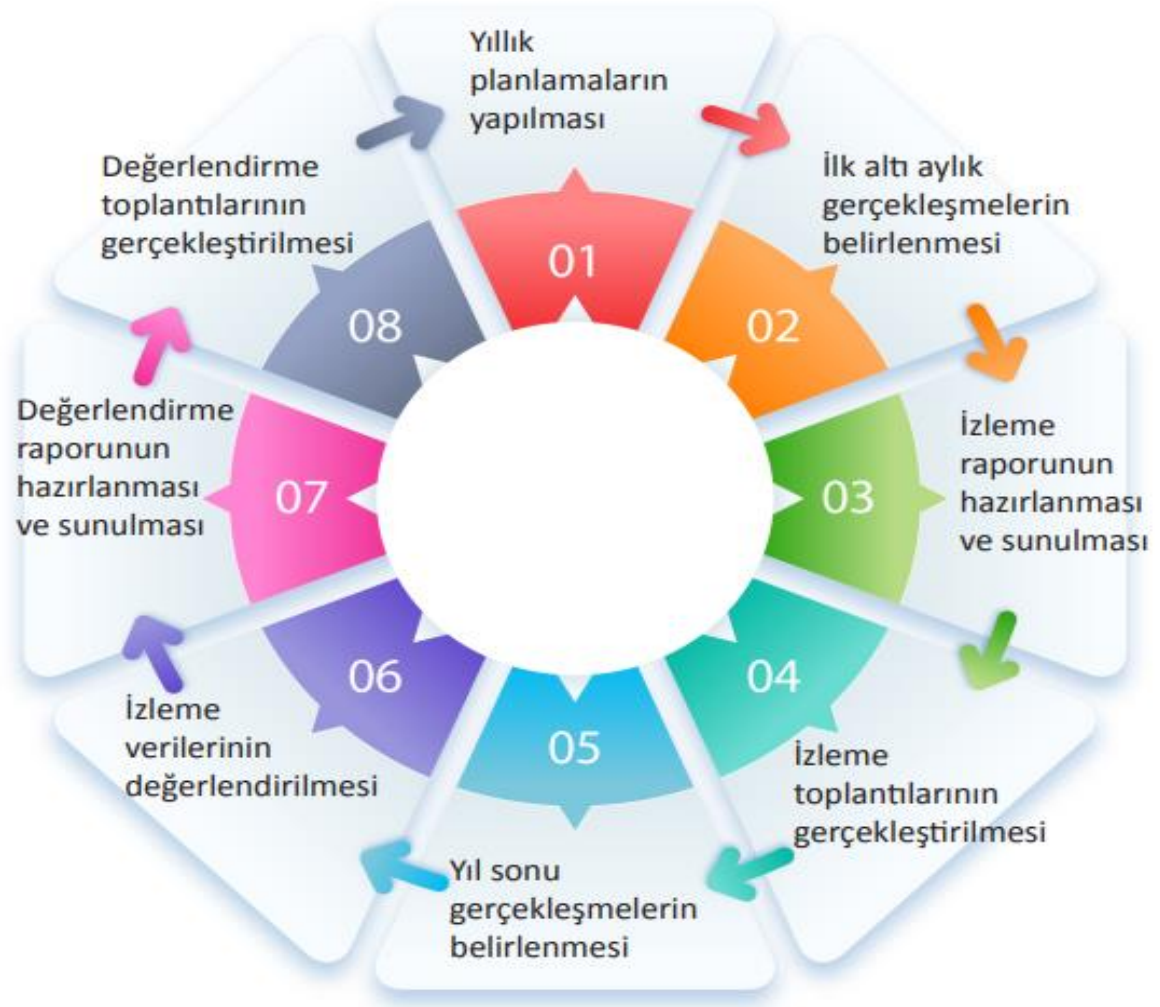 Yıllık
planlamaların
yapılması
01
İlk altı aylık
gerçekleşmelerin
belirlenmesi
02
İzleme
raporunun
hazırlanması
ve sunulması
03
İzleme
toplantılarının
gerçekleştirilmesi
04
Yıl sonu
gerçekleşmelerin
belirlenmesi
05
İzleme
verilerinin
değerlendirilmesi
06
Değerlendirme
raporunun
hazırlanması
ve sunulması
07
Değerlendirme
toplantılarının
gerçekleştirilmesi
08